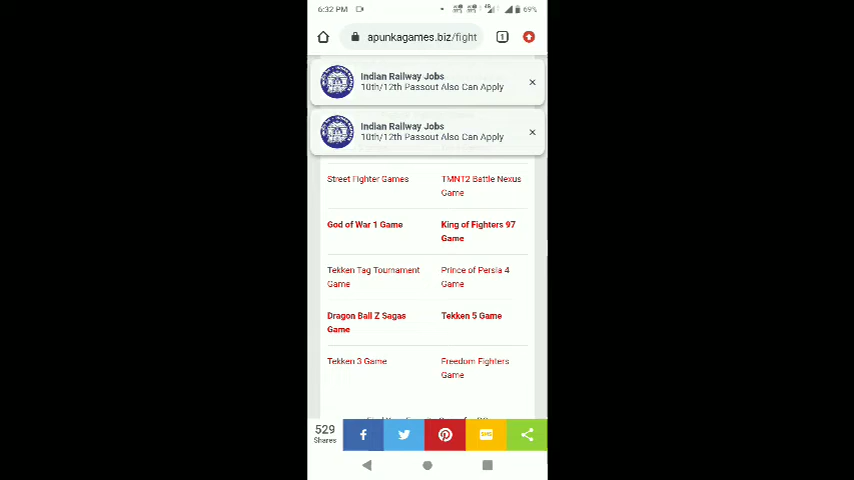 6:32 PM 69%
apunkagames.biz/fight 1
Indian Railway Jobs
10th/12th Passout Also Can Apply
Indian Railway Jobs
10th/12th Passout Also Can Apply
Street Fighter Games
TMNT2 Battle Nexus
Game
God of War 1 Game
King of Fighters 97
Game
Tekken Tag Tournament
Game
Prince of Persia 4
Game
Dragon Ball Z Sagas
Game
Tekken 5 Game
Tekken 3 Game
Freedom Fighters
Game
529
Shares
SMS